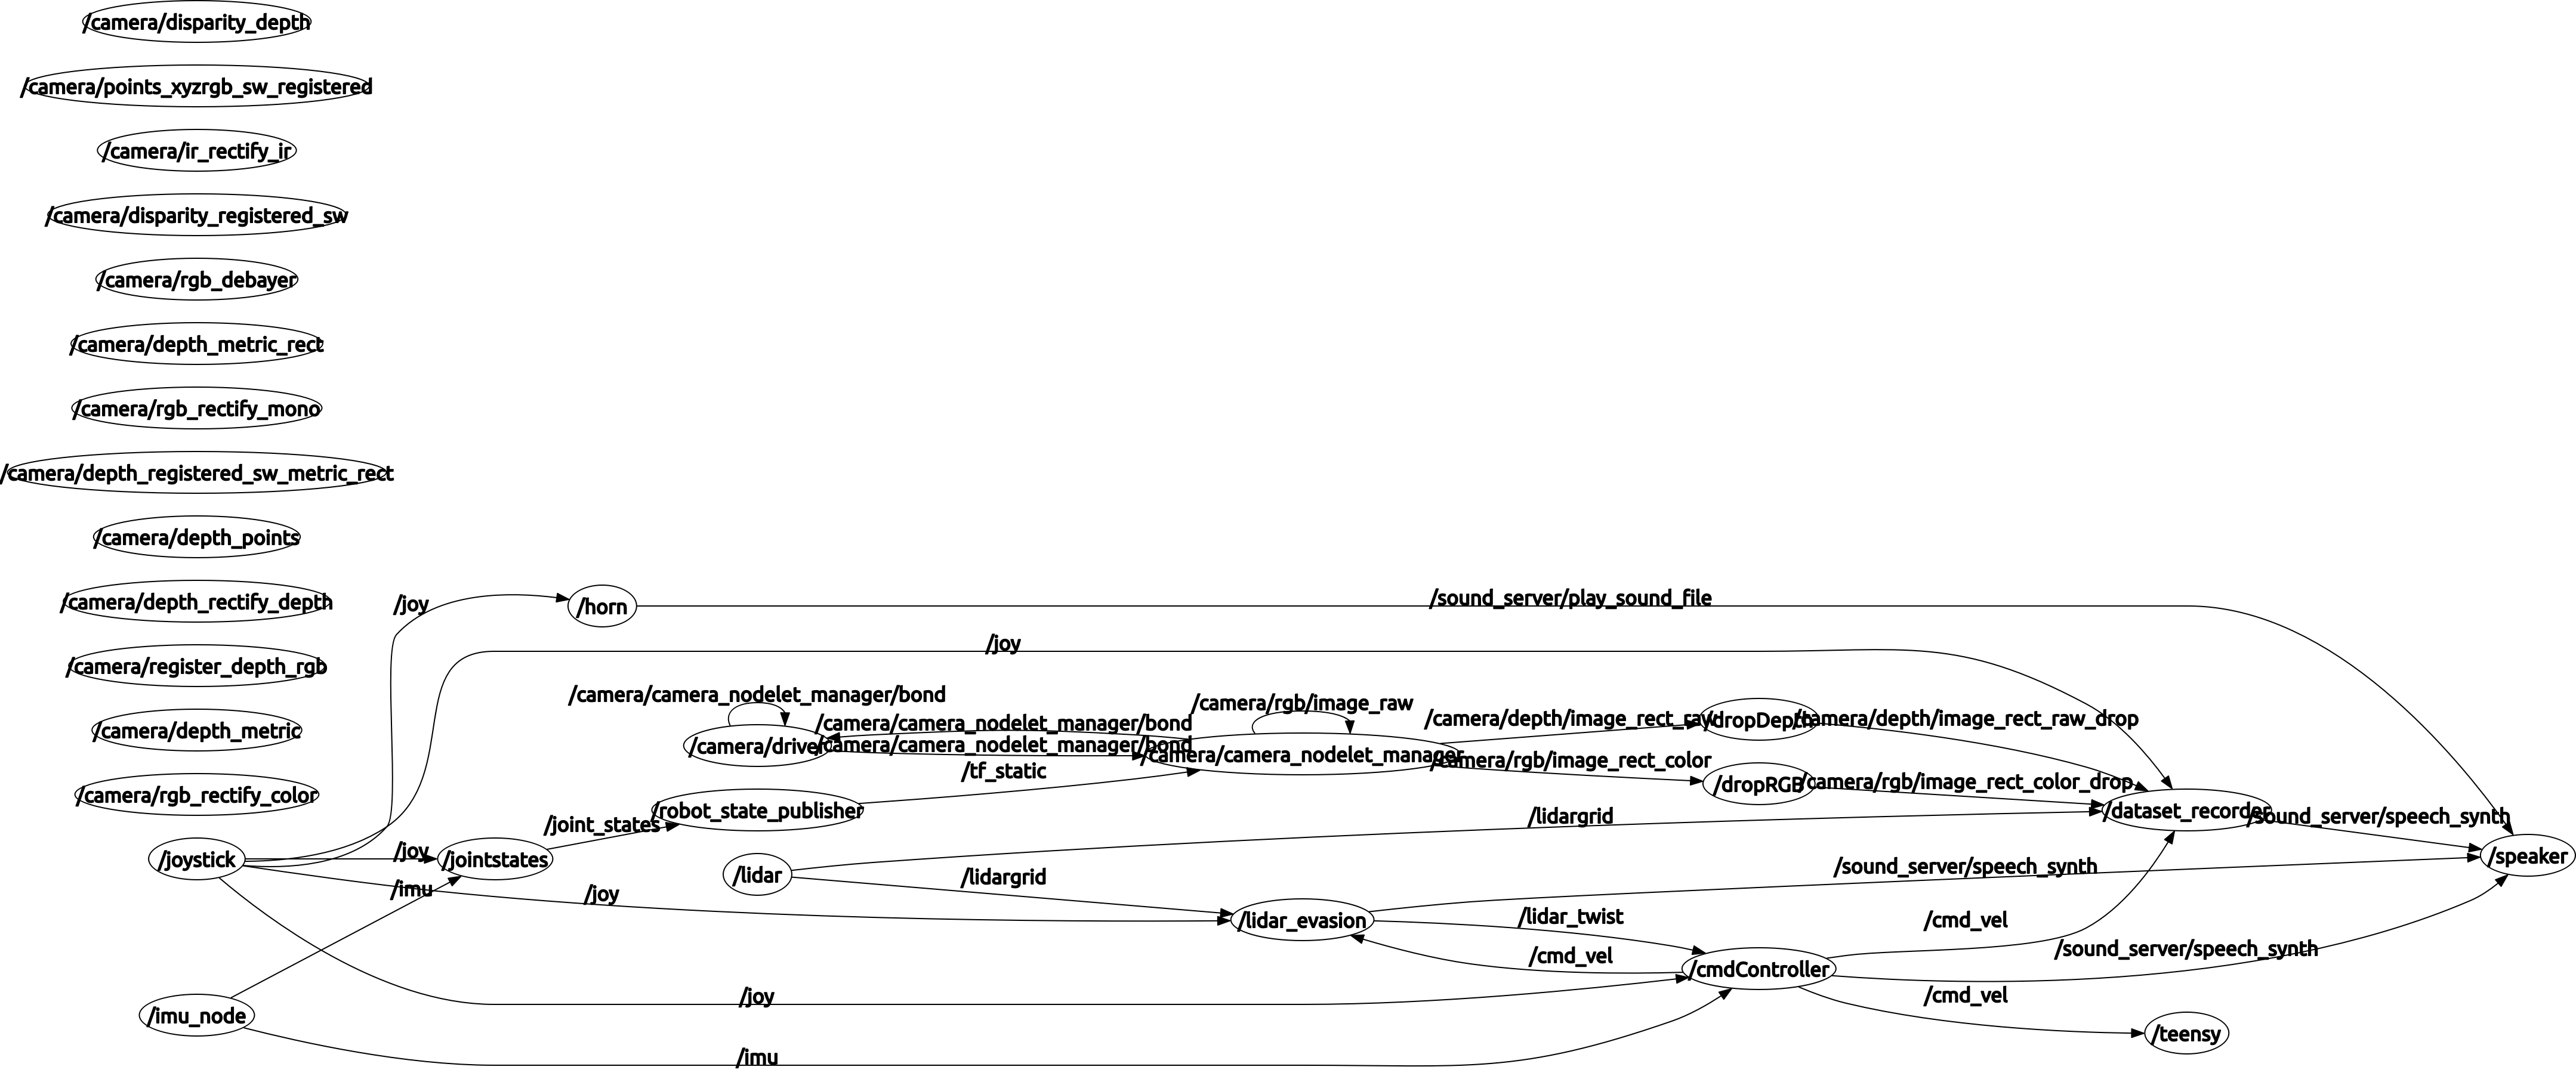 /camera/disparity_depth
/camera/points_xyzrgb_sw_registered
/camera/ir_rectify_ir
/camera/disparity_registered_sw
/camera/rgb_debayer
/camera/depth_metric_rect
/camera/rgb_rectify_mono
/camera/depth_registered_sw_metric_rect
/camera/depth_points
/camera/depth_rectify_depth
/camera/register_depth_rgb
/camera/depth_metric
/camera/rgb_rectify_color
/joy
/horn
/sound_server/play_sound_file
/joy
/camera/camera_nodelet_manager/bond
/camera/rgb/image_raw
/camera/camera_nodelet_manager/bond
/camera/driver
/camera/camera_nodelet_manager/bond
/camera/camera_nodelet_manager
/camera/depth/image_rect_raw
/dropDepth
/camera/depth/image_rect_raw_drop
/camera/rgb/image_rect_color
/dropRGB
/camera/rgb/image_rect_color_drop
/tf_static
/robot_state_publisher
/joint_states
/lidargrid
/dataset_recorder
/sound_server/speech_synth
/joystick
/joy
/jointstates
/imu
/joy
/lidar
/lidargrid
/sound_server/speech_synth
/speaker
/lidar_evasion
/lidar_twist
/cmd_vel
/cmd_vel
/cmdController
/sound_server/speech_synth
/joy
/cmd_vel
/imu_node
/imu
/teensy